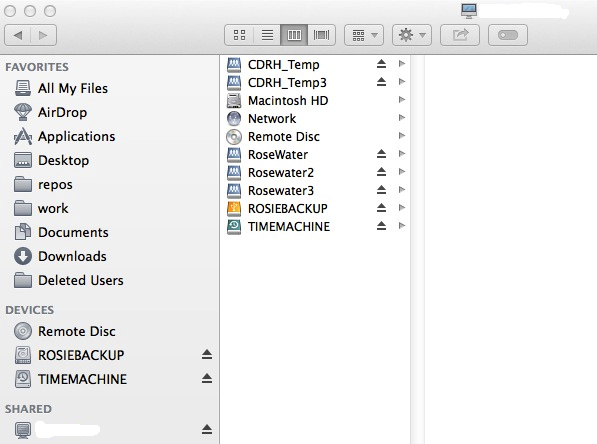 FAVORITES
All My Files
AirDrop
Applications
Desktop
repos
work
Documents
Downloads
Deleted Users
DEVICES
Remote Disc
ROSIEBACKUP
TIMEMACHINE
SHARED
CDRH_Temp
CDRH_Temp3
Macintosh HD
Network
Remote Disc
RoseWater
Rosewater2
Rosewater3
ROSIEBACKUP
TIMEMACHINE